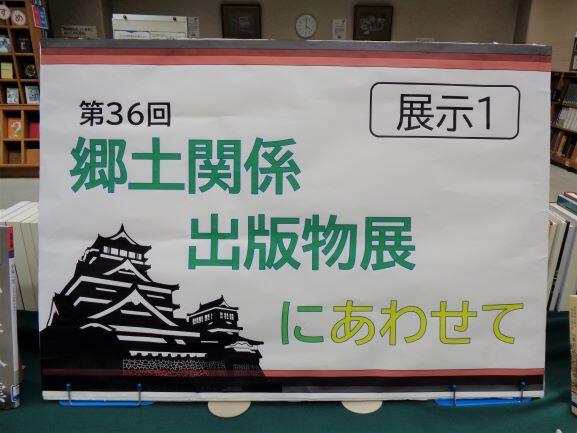 第36回
展示1
郷土関係
出版物展
にあわせて